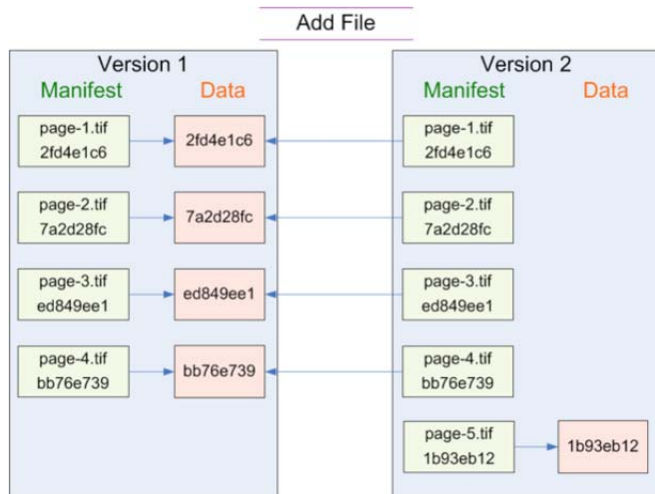 Add File
Version 1
Manifest
Data
page-1.tif
2fd4e1c6
2fd4e1c6
page-2.tif
7a2d28fc
7a2d28fc
page-3.tif
ed849ee1
ed849ee1
page-4.tif
bb76e739
bb76e739
Version 2
Manifest
Data
page-1.tif
2fd4e1c6
page-2.tif
7a2d28fc
page-3.tif
ed849ee1
page-4.tif
bb76e739
page-5.tif
1b93eb12
1b93eb12